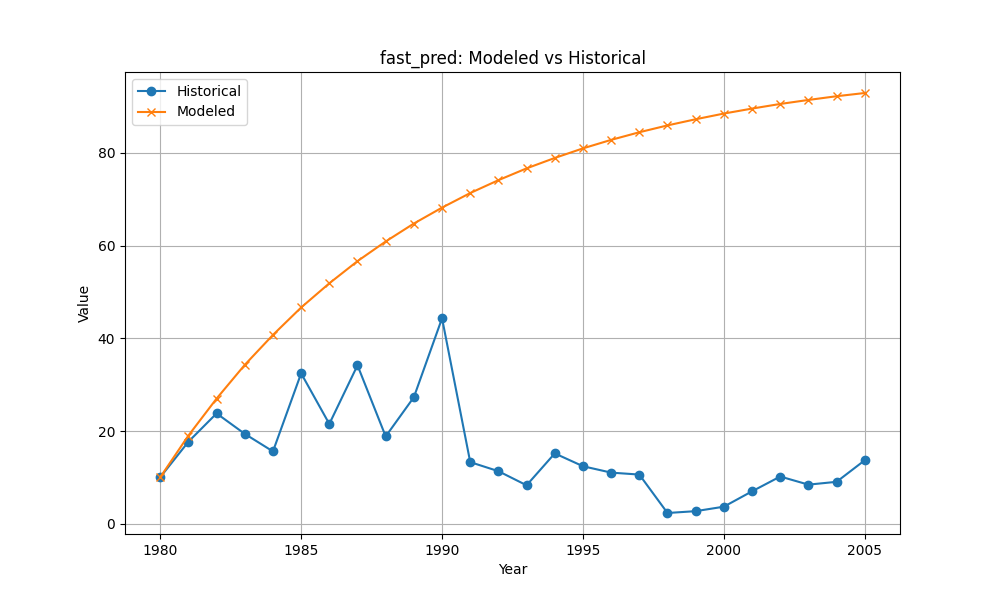 fast_pred: Modeled vs Historical
Historical
Modeled
Value
80
60
40
20
0
1980 1985 1990 1995 2000 2005
Year